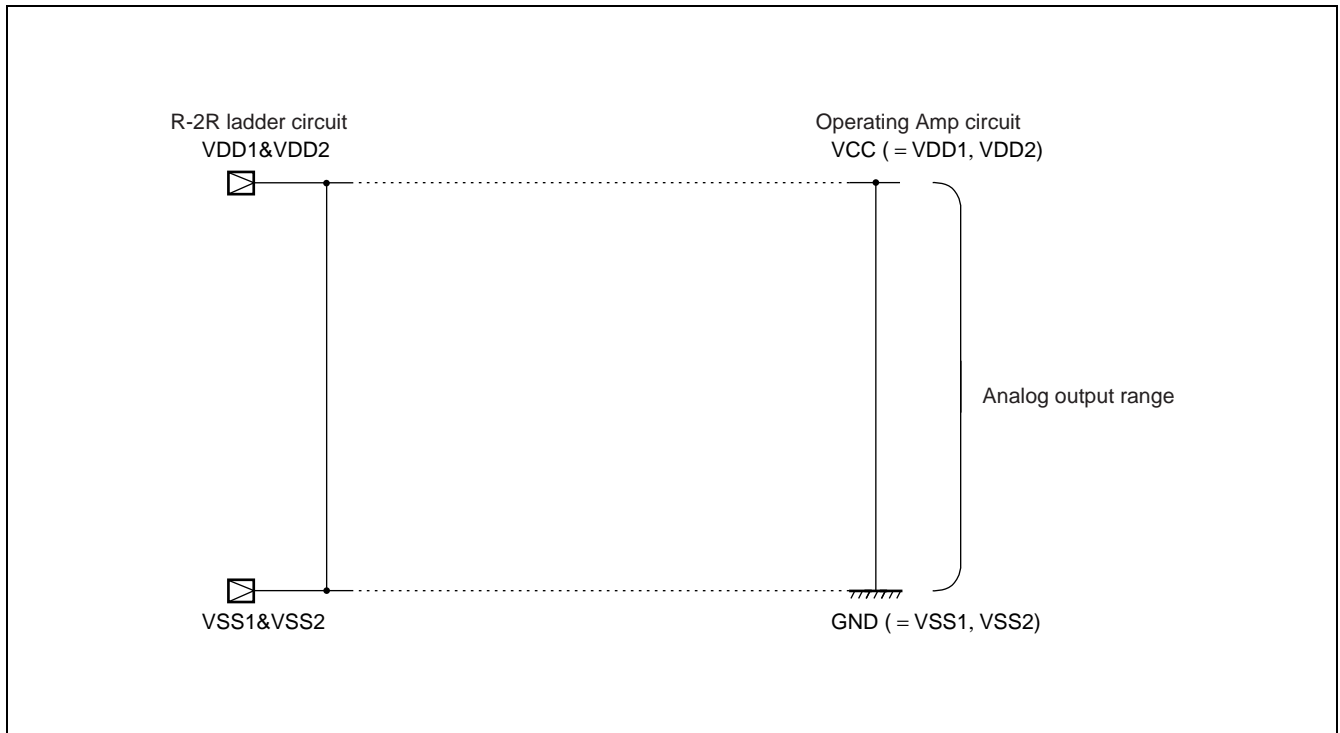 R-2R ladder circuit
VDD1&VDD2
Operating Amp circuit
VCC ( = VDD1, VDD2)
Analog output range
VSS1&VSS2
GND ( = VSS1, VSS2)